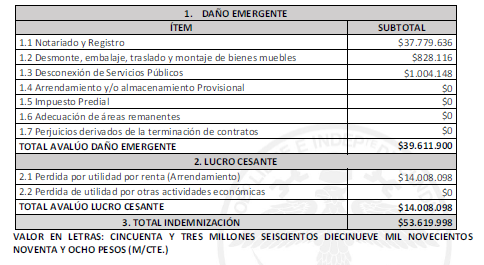 1. DAÑO EMERGENTE
ÍTEM SUBTOTAL
1.1 Notariado y Registro $37.779.636
1.2 Desmonte, embalaje, traslado y montaje de bienes muebles $828.116
1.3 Desconexión de Servicios Públicos $1.004.148
1.4 Arrendamiento y/o almacenamiento Provisional $0
1.5 Impuesto Predial $0
1.6 Adecuación de áreas remanentes $0
1.7 Perjuicios derivados de la terminación de contratos $0
TOTAL AVALÚO DAÑO EMERGENTE $39.611.900
2. LUCRO CESANTE
2.1 Perdida por utilidad por renta (Arrendamiento) $14.008.098
2.2 Perdida de utilidad por otras actividades económicas $0
TOTAL AVALÚO LUCRO CESANTE $14.008.098
3. TOTAL INDEMNIZACIÓN $53.619.998
VALOR EN LETRAS: CINCUENTA Y TRES MILLONES SEISCIENTOS DIECINUEVE MIL NOVECIENTOS
NOVENTA Y OCHO PESOS (M/CTE.)